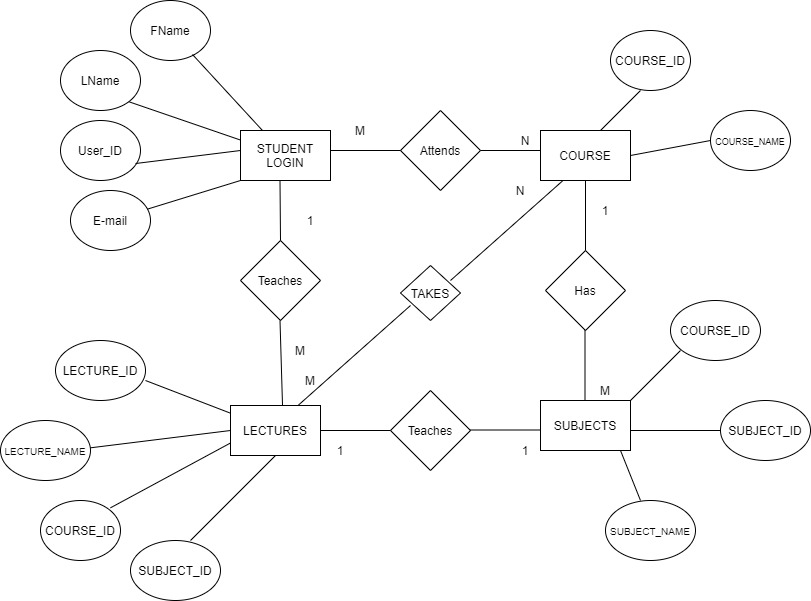 FName
COURSE_ID
LName
M
N
COURSE_NAME
User_ID
STUDENT
LOGIN
Attends
COURSE
N
E-mail
1
1
Teaches
TAKES
Has
COURSE_ID
M
LECTURE_ID
M
M
LECTURES
Teaches
SUBJECTS
SUBJECT_ID
LECTURE_NAME
1
1
COURSE_ID
SUBJECT_NAME
SUBJECT_ID